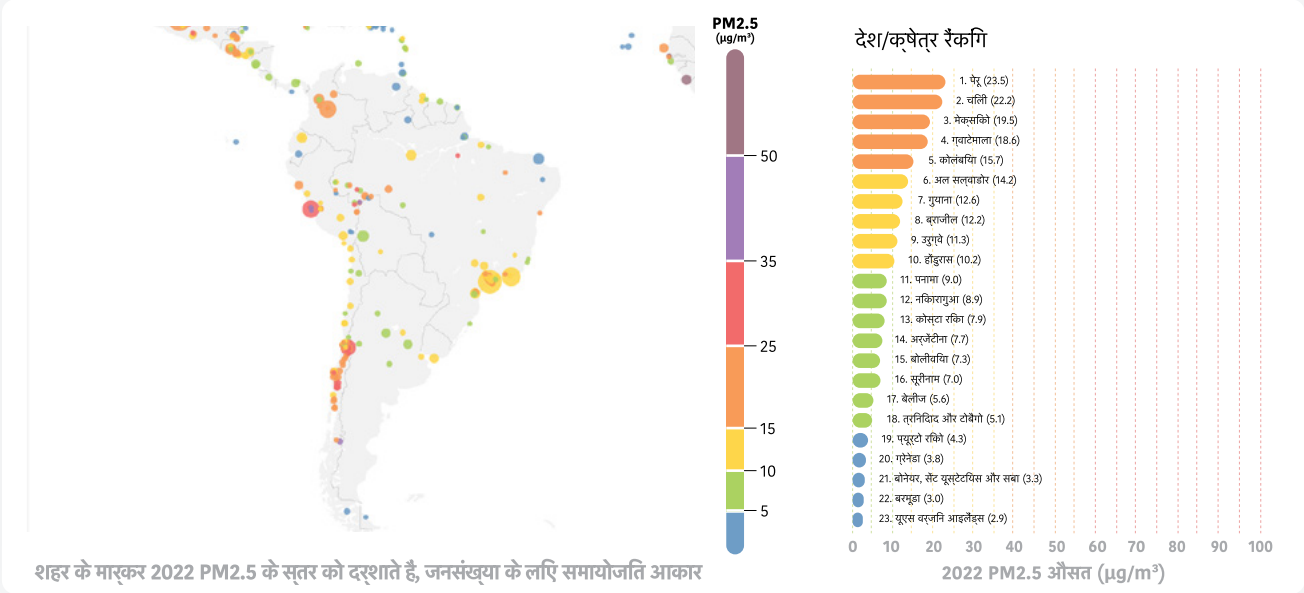 PM2.5
(μg/m³)
50
35
25
15
10
5
शहर के मार्कर 2022 PM2.5 के स्तर को दर्शाते है, जनसंख्या के लिए समायोजित आकार
देश/क्षेत्र रैंकिंग
1. पेरू (23.5)
2. चिली (22.2)
3. मेक्सिको (19.5)
4. ग्वाटेमाला (18.6)
5. कोलंबिया (15.7)
6. अल सल्वाडोर (14.2)
7. गुयाना (12.6)
8. ब्राजील (12.2)
9. उरुग्वे (11.3)
10. होंडुरास (10.2)
11. पनामा (9.0)
12. निकारागुआ (8.9)
13. कोस्टा रिका (7.9)
14. अर्जेंटीना (7.7)
15. बोलीविया (7.3)
16. सूरीनाम (7.0)
17. बेलीज (5.6)
18. त्रिनिदाद और टोबैगो (5.1)
19. प्यूर्टो रिको (4.3)
20. ग्रेनेडा (3.8)
21. बोनेयर, सेंट यूस्टेटियस और सबा (3.3)
22. बरमूडा (3.0)
23. यूएस वर्जिन आइलैंड्स (2.9)
0 10 20 30 40 50 60 70 80 90 100
2022 PM2.5 औसत (μg/m³)